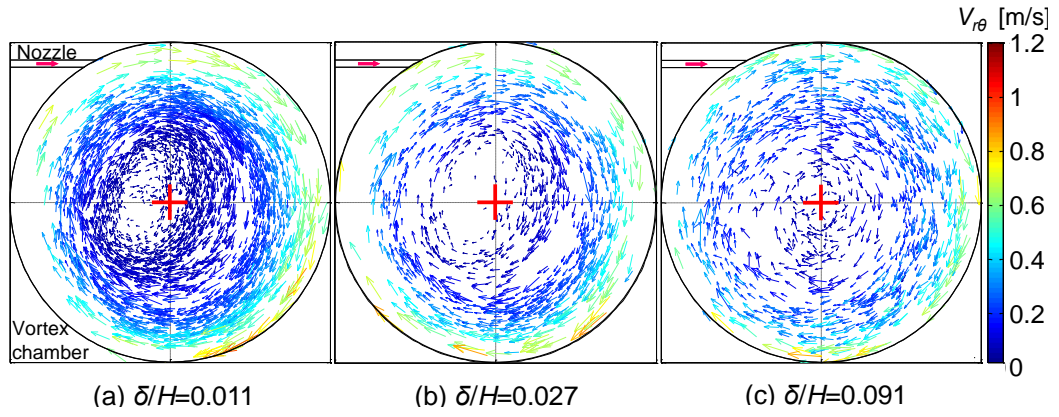 V_rθ [m/s]
Nozzle
1.2
1
0.8
0.6
0.4
0.2
0
Vortex
chamber
(a) δ/H=0.011
(b) δ/H=0.027
(c) δ/H=0.091